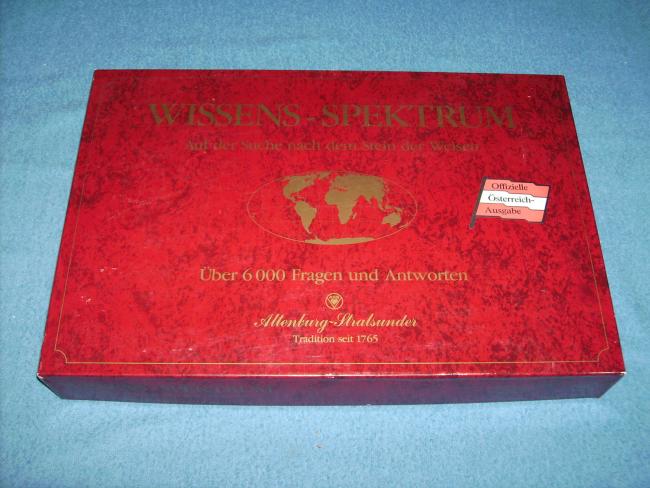 WISSENS-SPEKTRUM
Auf der Suche nach dem Stein der Weisen
Offizielle
Österreich-
Ausgabe
Über 6 000 Fragen und Antworten
Altenburg-Stralsunder
Tradition seit 1765